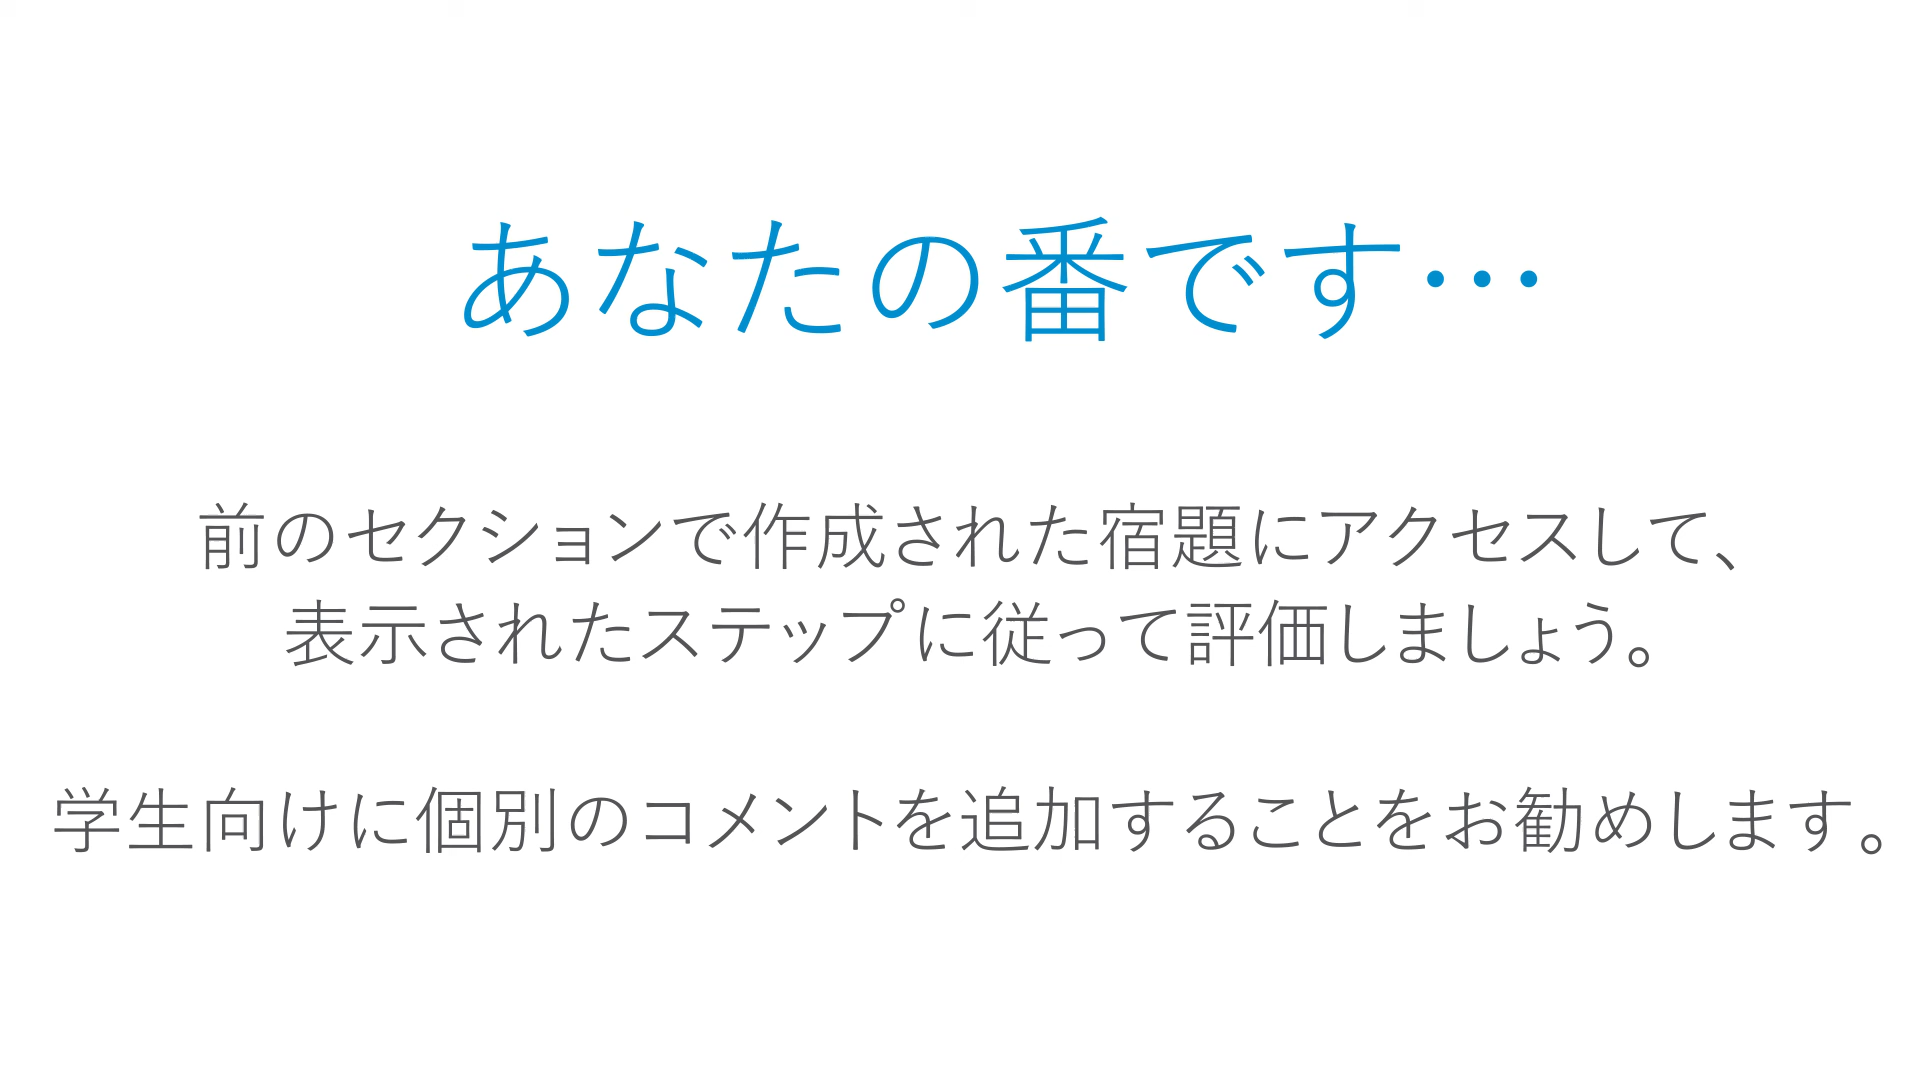 あなたの番です…
前のセクションで作成された宿題にアクセスして、
表示されたステップに従って評価しましょう。
学生向けに個別のコメントを追加することをお勧めします。